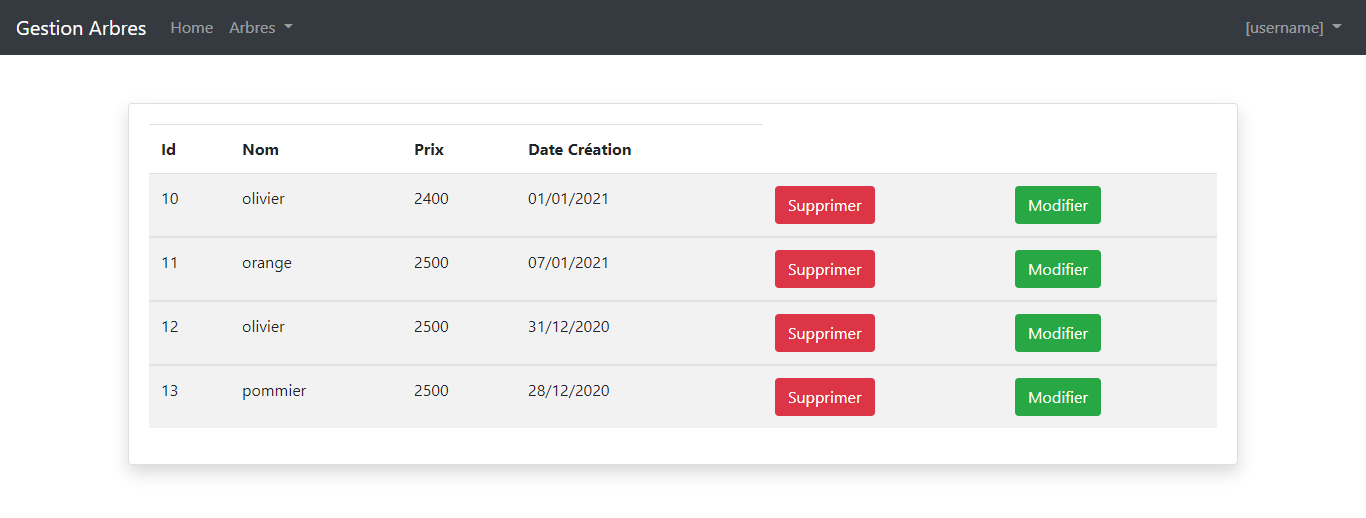 Gestion Arbres Home Arbres [username]
Id Nom Prix Date Création
10 olivier 2400 01/01/2021 Supprimer Modifier
11 orange 2500 07/01/2021 Supprimer Modifier
12 olivier 2500 31/12/2020 Supprimer Modifier
13 pommier 2500 28/12/2020 Supprimer Modifier